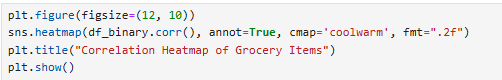 plt.figure(figsize=(12, 10))
sns.heatmap(df_binary.corr(), annot=True, cmap='coolwarm', fmt=".2f")
plt.title("Correlation Heatmap of Grocery Items")
plt.show()